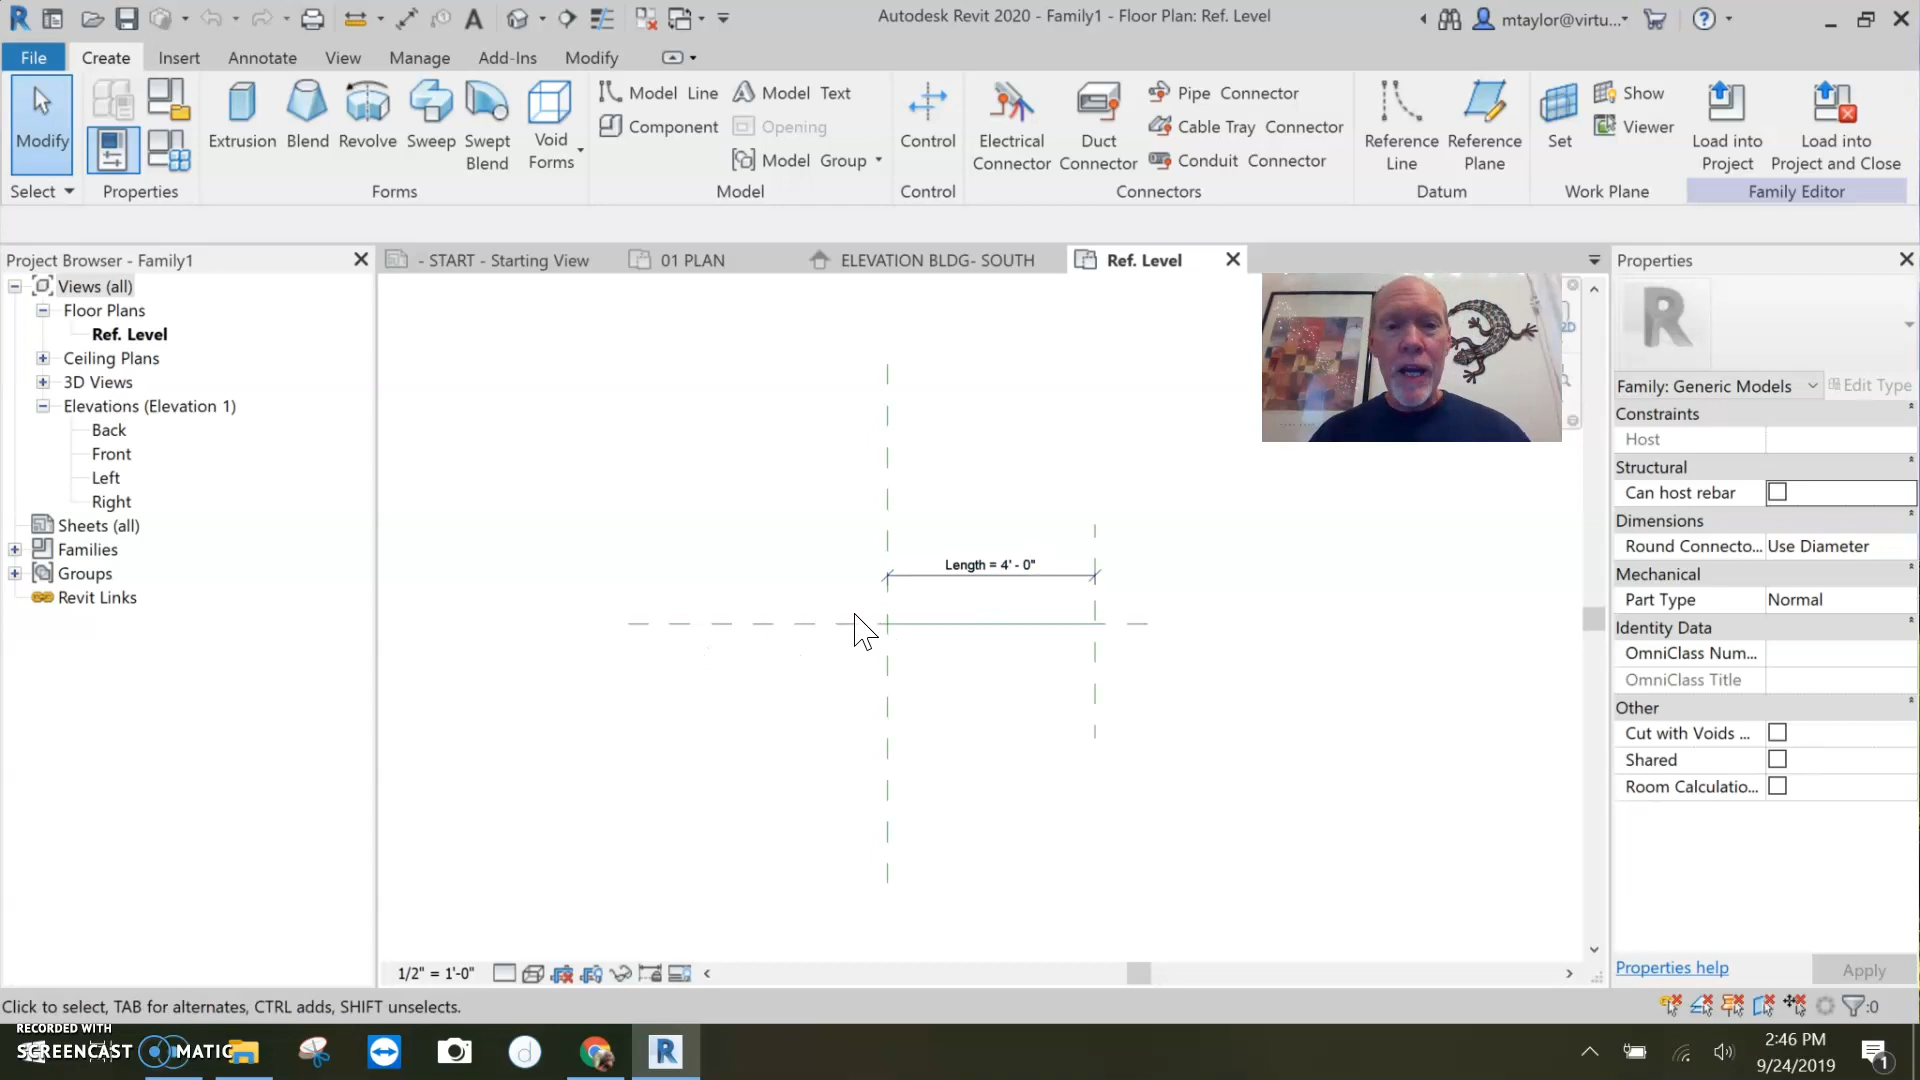 Autodesk Revit 2020 - Family1 - Floor Plan: Ref. Level
mtaylor@virtu...
File Create Insert Annotate View Manage Add-Ins Modify
Modify
Select
Properties
Extrusion
Blend
Revolve
Sweep
Swept
Blend
Void
Forms
Forms
Model Line
Component
Model Text
Opening
Model Group
Model
Control
Control
Electrical
Connector
Duct
Connector
Pipe Connector
Cable Tray Connector
Conduit Connector
Connectors
Reference
Line
Reference
Plane
Datum
Set
Show
Viewer
Work Plane
Load into
Project
Load into
Project and Close
Family Editor
Project Browser - Family1
Views (all)
Floor Plans
Ref. Level
Ceiling Plans
3D Views
Elevations (Elevation 1)
Back
Front
Left
Right
Sheets (all)
Families
Groups
Revit Links
- START - Starting View
01 PLAN
ELEVATION BLDG- SOUTH
Ref. Level
Length = 4' - 0"
2D
Properties
R
Family: Generic Models
Edit Type
Constraints
Host
Structural
Can host rebar
Dimensions
Round Connecto... Use Diameter
Mechanical
Part Type Normal
Identity Data
OmniClass Num...
OmniClass Title
Other
Cut with Voids ...
Shared
Room Calculatio...
Properties help
Apply
1/2" = 1'-0"
Click to select, TAB for alternates, CTRL adds, SHIFT unselects.
:0
RECORDED WITH
SCREENCAST MATIC
2:46 PM
9/24/2019
1